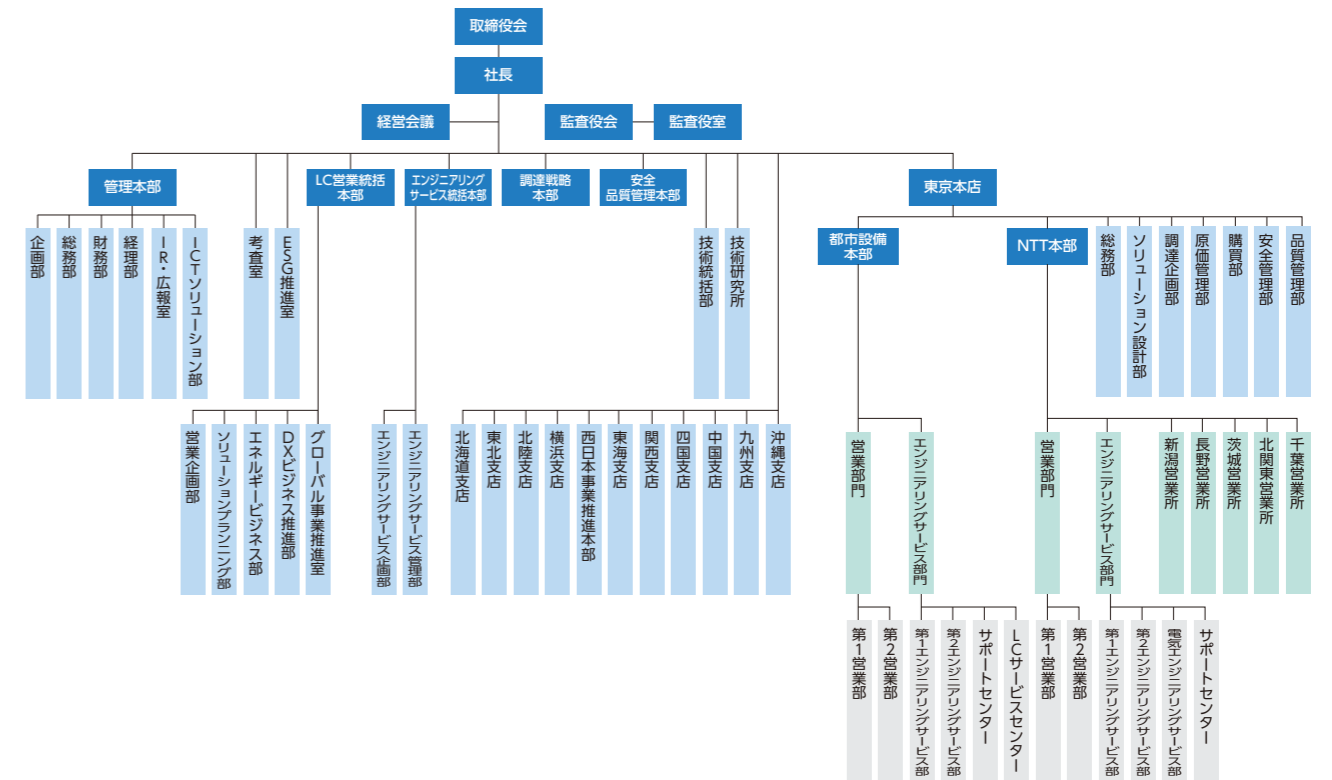 取締役会
社長
経営会議
監査役会
監査役室
管理本部
LC営業統括
本部
エンジニアリング
サービス統括本部
調達戦略
本部
安全
品質管理本部
東京本店
企画部
総務部
財務部
経理部
IR・広報室
ICTソリューション部
考査室
ESG推進室
技術統括部
技術研究所
都市設備
本部
NTT本部
総務部
ソリューション設計部
調達企画部
原価管理部
購買部
安全管理部
品質管理部
営業企画部
ソリューションプランニング部
エネルギービジネス部
DXビジネス推進部
グローバル事業推進室
エンジニアリングサービス企画部
エンジニアリングサービス管理部
北海道支店
東北支店
北陸支店
横浜支店
西日本事業推進本部
東海支店
関西支店
四国支店
中国支店
九州支店
沖縄支店
営業部門
エンジニアリングサービス部門
営業部門
エンジニアリングサービス部門
新潟営業所
長野営業所
茨城営業所
北関東営業所
千葉営業所
第1営業部
第2営業部
第1エンジニアリングサービス部
第2エンジニアリングサービス部
サポートセンター
LCサービスセンター
第1営業部
第2営業部
第1エンジニアリングサービス部
第2エンジニアリングサービス部
電気エンジニアリングサービス部
サポートセンター